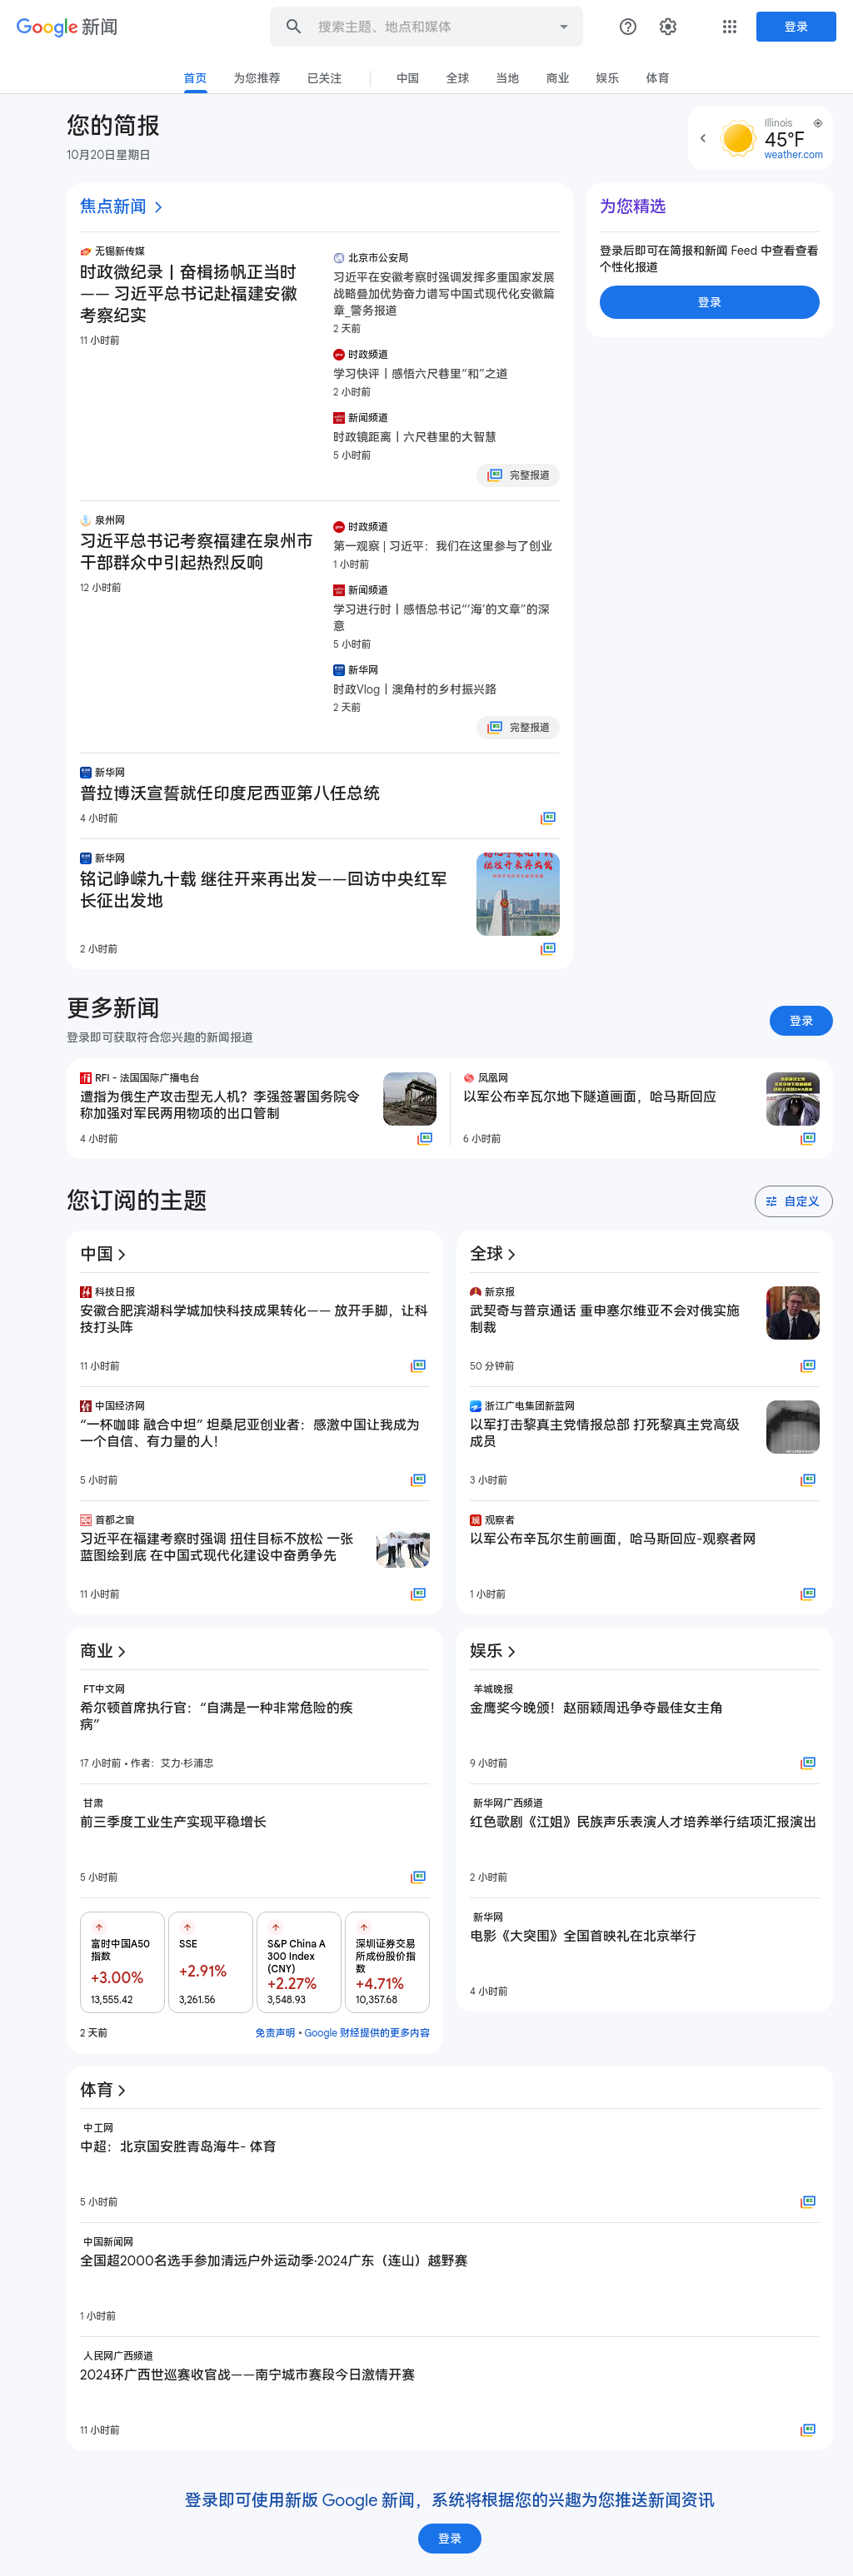 Google 新闻
搜索主题、地点和媒体
登录
首页
为您推荐
已关注
中国
全球
当地
商业
娱乐
体育
您的简报
10月20日星期日
Illinois
45°F
weather.com
焦点新闻
无锡新传媒
时政微纪录丨奋楫扬帆正当时
—— 习近平总书记赴福建安徽
考察纪实
11 小时前
北京市公安局
习近平在安徽考察时强调发挥多重国家发展
战略叠加优势奋力谱写中国式现代化安徽篇
章_警务报道
2 天前
时政频道
学习快评丨感悟六尺巷里“和”之道
2 小时前
新闻频道
时政镜距离丨六尺巷里的大智慧
5 小时前
完整报道
泉州网
习近平总书记考察福建在泉州市
干部群众中引起热烈反响
12 小时前
时政频道
第一观察 | 习近平：我们在这里参与了创业
1 小时前
新闻频道
学习进行时丨感悟总书记“‘海’的文章”的深
意
5 小时前
新华网
时政Vlog丨澳角村的乡村振兴路
2 天前
完整报道
新华网
普拉博沃宣誓就任印度尼西亚第八任总统
4 小时前
新华网
铭记峥嵘九十载 继往开来再出发——回访中央红军
长征出发地
2 小时前
为您精选
登录后即可在简报和新闻 Feed 中查看查看
个性化报道
登录
更多新闻
登录即可获取符合您兴趣的新闻报道
登录
RFI - 法国国际广播电台
遭指为俄生产攻击型无人机？李强签署国务院令
称加强对军民两用物项的出口管制
4 小时前
凤凰网
以军公布辛瓦尔地下隧道画面，哈马斯回应
6 小时前
您订阅的主题
自定义
中国
科技日报
安徽合肥滨湖科学城加快科技成果转化—— 放开手脚，让科
技打头阵
11 小时前
中国经济网
“一杯咖啡 融合中坦” 坦桑尼亚创业者：感激中国让我成为
一个自信、有力量的人！
5 小时前
首都之窗
习近平在福建考察时强调 扭住目标不放松 一张
蓝图绘到底 在中国式现代化建设中奋勇争先
11 小时前
全球
新京报
武契奇与普京通话 重申塞尔维亚不会对俄实施
制裁
50 分钟前
浙江广电集团新蓝网
以军打击黎真主党情报总部 打死黎真主党高级
成员
3 小时前
观察者
以军公布辛瓦尔生前画面，哈马斯回应-观察者网
1 小时前
商业
FT中文网
希尔顿首席执行官：“自满是一种非常危险的疾
病”
17 小时前 • 作者：艾力·杉浦忠
甘肃
前三季度工业生产实现平稳增长
5 小时前
富时中国A50
指数
+3.00%
13,555.42
SSE
+2.91%
3,261.56
S&P China A
300 Index
(CNY)
+2.27%
3,548.93
深圳证券交易
所成份股价指
数
+4.71%
10,357.68
2 天前
免责声明 • Google 财经提供的更多内容
娱乐
羊城晚报
金鹰奖今晚颁！赵丽颖周迅争夺最佳女主角
9 小时前
新华网广西频道
红色歌剧《江姐》民族声乐表演人才培养举行结项汇报演出
2 小时前
新华网
电影《大突围》全国首映礼在北京举行
4 小时前
体育
中工网
中超：北京国安胜青岛海牛- 体育
5 小时前
中国新闻网
全国超2000名选手参加清远户外运动季·2024广东（连山）越野赛
1 小时前
人民网广西频道
2024环广西世巡赛收官战——南宁城市赛段今日激情开赛
11 小时前
登录即可使用新版 Google 新闻，系统将根据您的兴趣为您推送新闻资讯
登录